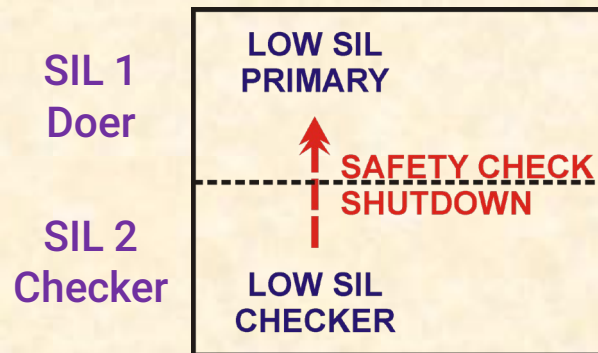 SIL 1
Doer
LOW SIL
PRIMARY
SAFETY CHECK
SHUTDOWN
SIL 2
Checker
LOW SIL
CHECKER